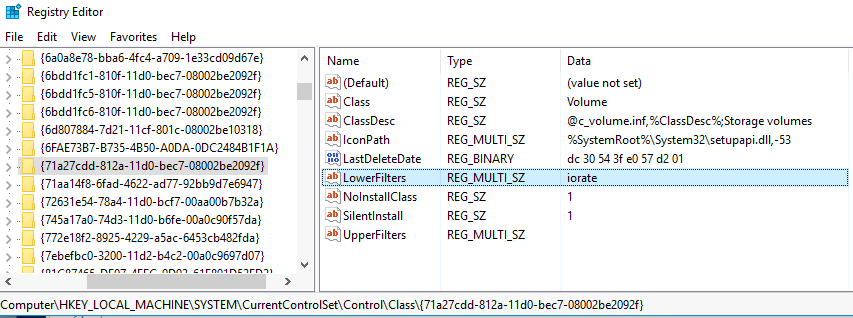 Registry Editor
File Edit View Favorites Help
{6a0a8e78-bba6-4fc4-a709-1e33cd09d67e}
{6bdd1fc1-810f-11d0-bec7-08002be2092f}
{6bdd1fc5-810f-11d0-bec7-08002be2092f}
{6bdd1fc6-810f-11d0-bec7-08002be2092f}
{6d807884-7d21-11cf-801c-08002be10318}
{6FAE73B7-B735-4B50-A0DA-0DC2484B1F1A}
{71a27cdd-812a-11d0-bec7-08002be2092f}
{71aa14f8-6fad-4622-ad77-92bb9d7e6947}
{72631e54-78a4-11d0-bcf7-00aa00b7b32a}
{745a17a0-74d3-11d0-b6fe-00a0c90f57da}
{772e18f2-8925-4229-a5ac-6453cb482fda}
{7ebefbc0-3200-11d2-b4c2-00a0c9697d07}
Name Type Data
(Default) REG_SZ (value not set)
Class REG_SZ Volume
ClassDesc REG_SZ @c_volume.inf,%ClassDesc%;Storage volumes
IconPath REG_MULTI_SZ %SystemRoot%\System32\setupapi.dll,-53
LastDeleteDate REG_BINARY dc 30 54 3f e0 57 d2 01
LowerFilters REG_MULTI_SZ iorate
NoInstallClass REG_SZ 1
SilentInstall REG_SZ 1
UpperFilters REG_MULTI_SZ
Computer\HKEY_LOCAL_MACHINE\SYSTEM\CurrentControlSet\Control\Class\{71a27cdd-812a-11d0-bec7-08002be2092f}